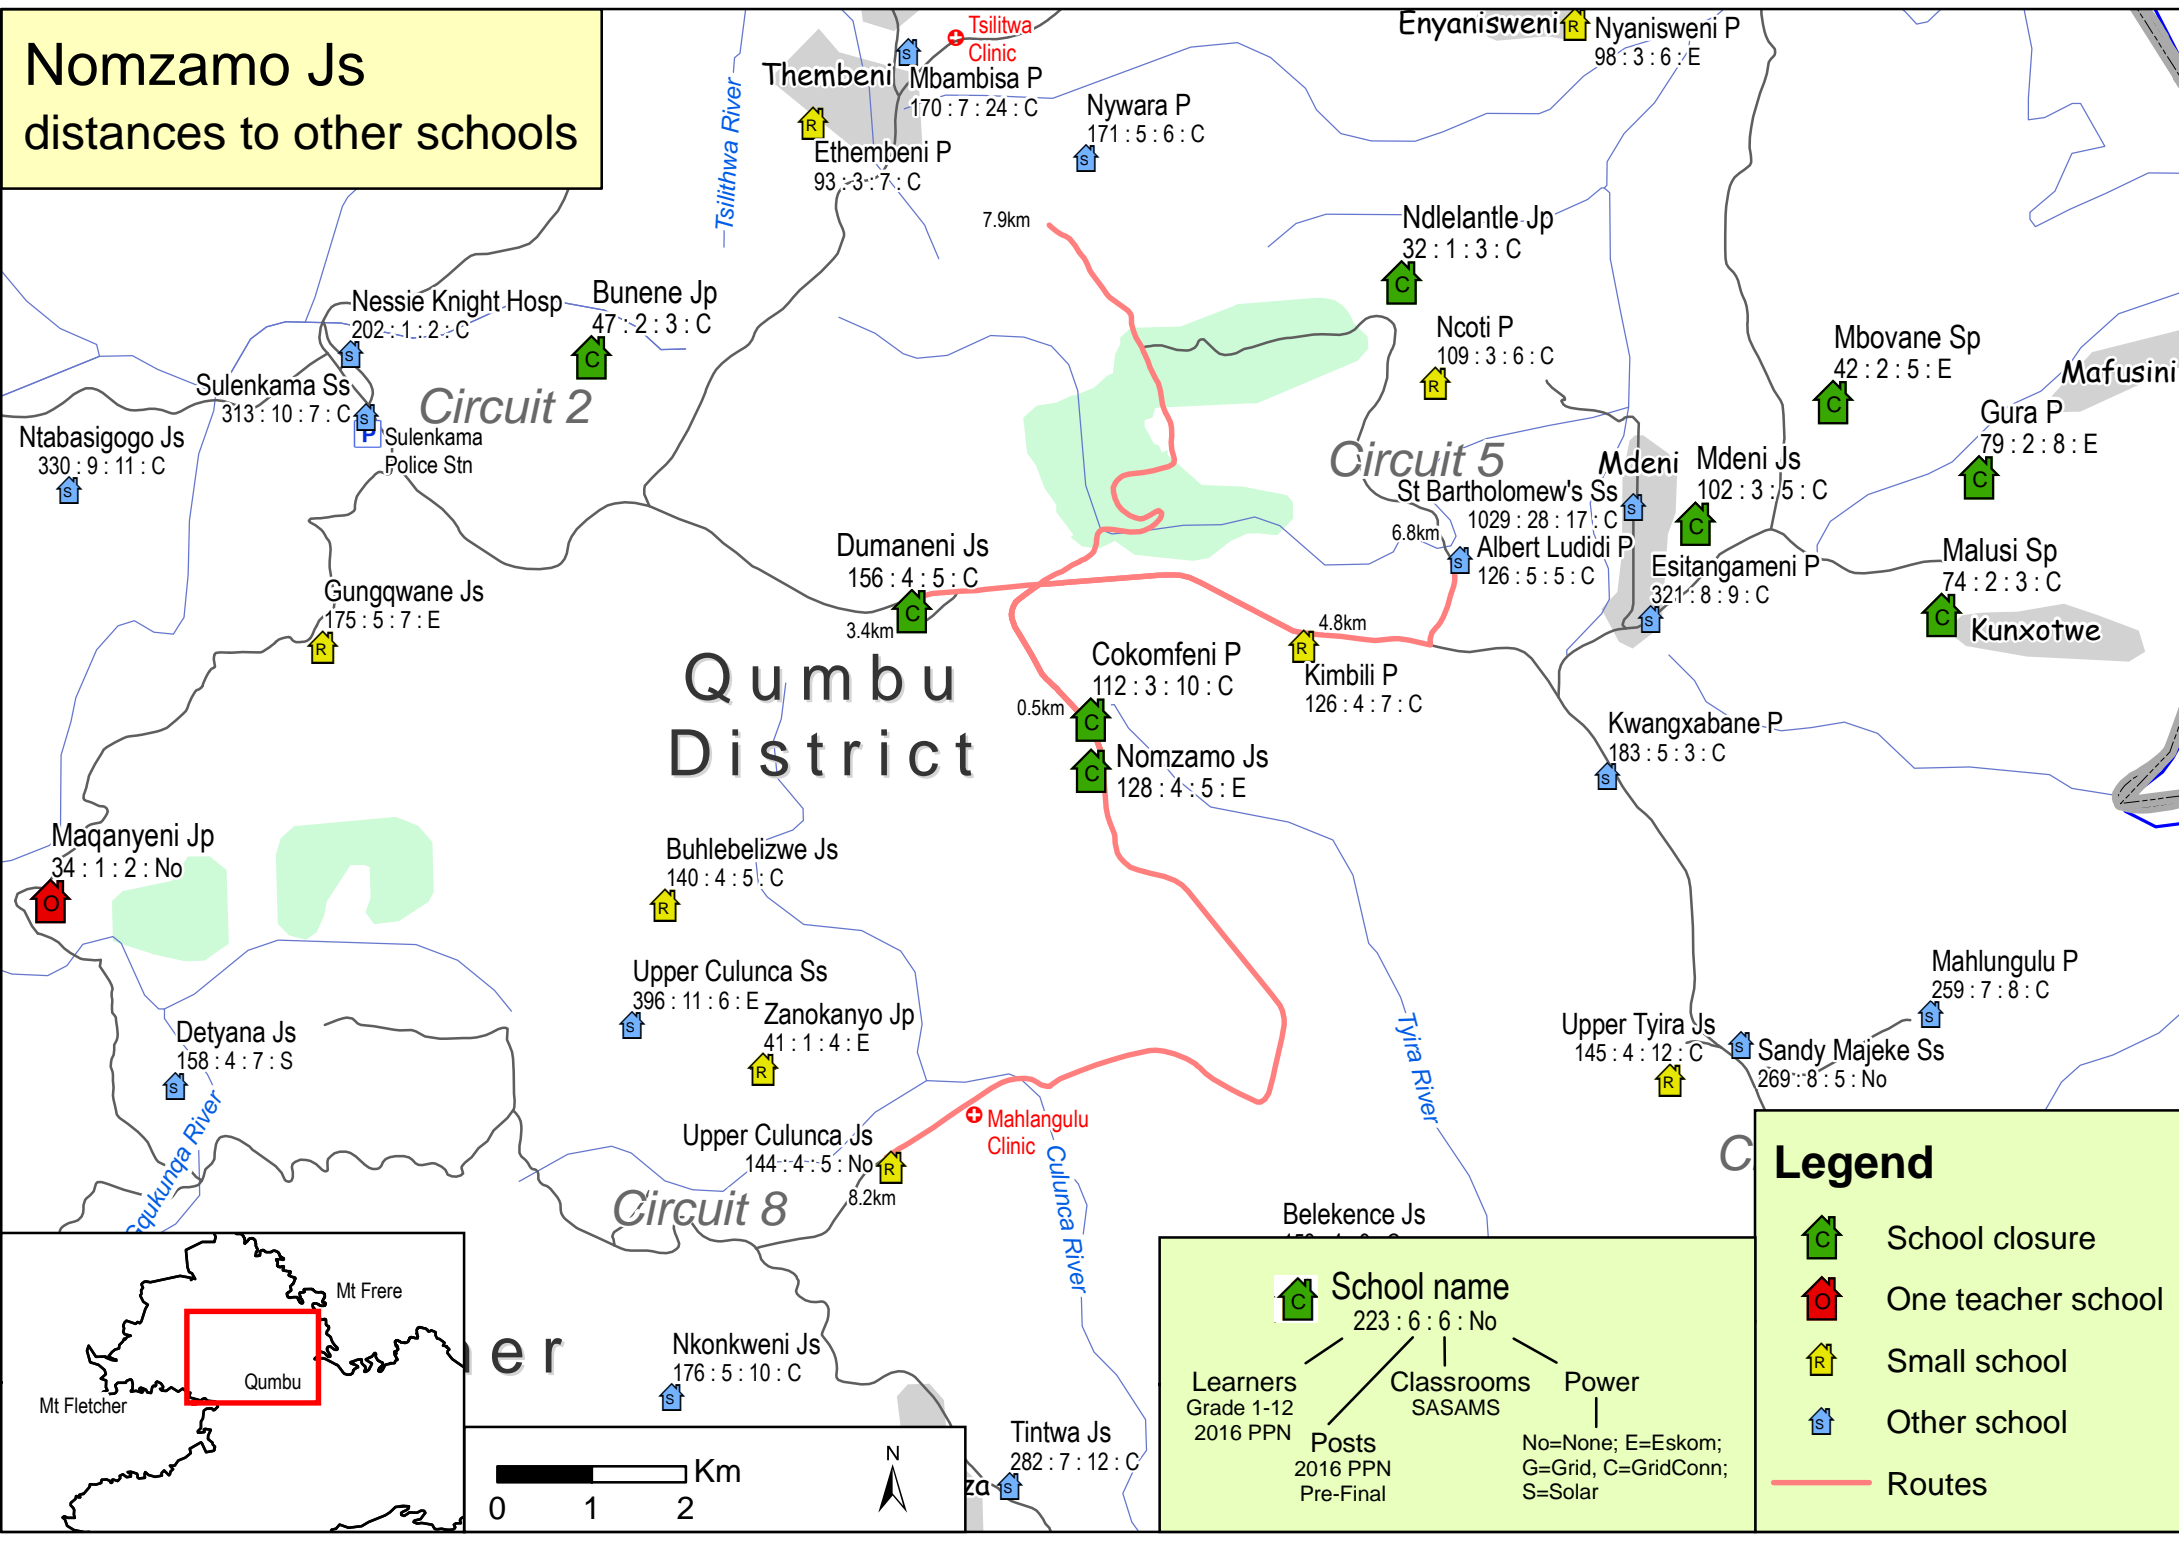 Nomzamo Js
distances to other schools
Tsilitwa
Clinic
Thembeni
Mbambisa P
170 : 7 : 24 : C
Ethembeni P
93 : 3 : 7 : C
Tsilithwa River
Nywara P
171 : 5 : 6 : C
Enyanisweni
Nyanisweni P
98 : 3 : 6 : E
7.9km
Ndlelantle Jp
32 : 1 : 3 : C
Nessie Knight Hosp
202 : 1 : 2 : C
Bunene Jp
47 : 2 : 3 : C
Ncoti P
109 : 3 : 6 : C
Mbovane Sp
42 : 2 : 5 : E
Mafusini
Sulenkama Ss
313 : 10 : 7 : C
Circuit 2
Gura P
79 : 2 : 8 : E
Ntabasigogo Js
330 : 9 : 11 : C
P
Sulenkama
Police Stn
Circuit 5
Mdeni
Mdeni Js
102 : 3 : 5 : C
St Bartholomew's Ss
1029 : 28 : 17 : C
6.8km
Albert Ludidi P
126 : 5 : 5 : C
Dumaneni Js
156 : 4 : 5 : C
3.4km
Esitangameni P
321 : 8 : 9 : C
Malusi Sp
74 : 2 : 3 : C
Kunxotwe
Gungqwane Js
175 : 5 : 7 : E
4.8km
Kimbili P
126 : 4 : 7 : C
Qumbu
District
Cokomfeni P
112 : 3 : 10 : C
0.5km
Nomzamo Js
128 : 4 : 5 : E
Kwangxabane P
183 : 5 : 3 : C
Maqanyeni Jp
34 : 1 : 2 : No
Buhlebelizwe Js
140 : 4 : 5 : C
Upper Culunca Ss
396 : 11 : 6 : E
Zanokanyo Jp
41 : 1 : 4 : E
Mahlungulu P
259 : 7 : 8 : C
Detyana Js
158 : 4 : 7 : S
Tyira River
Upper Tyira Js
145 : 4 : 12 : C
Sandy Majeke Ss
269 : 8 : 5 : No
Gqukunqa River
Mahlangulu
Clinic
Upper Culunca Js
144 : 4 : 5 : No
8.2km
Circuit 8
Culunca River
Belekence Js
C
Nkonkweni Js
176 : 5 : 10 : C
Tintwa Js
282 : 7 : 12 : C
za
er
Mt Frere
Qumbu
Mt Fletcher
Km
0 1 2
N
School name
223 : 6 : 6 : No
Learners
Grade 1-12
2016 PPN
Posts
2016 PPN
Pre-Final
Classrooms
SASAMS
Power
No=None; E=Eskom;
G=Grid, C=GridConn;
S=Solar
Legend
C School closure
O One teacher school
R Small school
S Other school
Routes